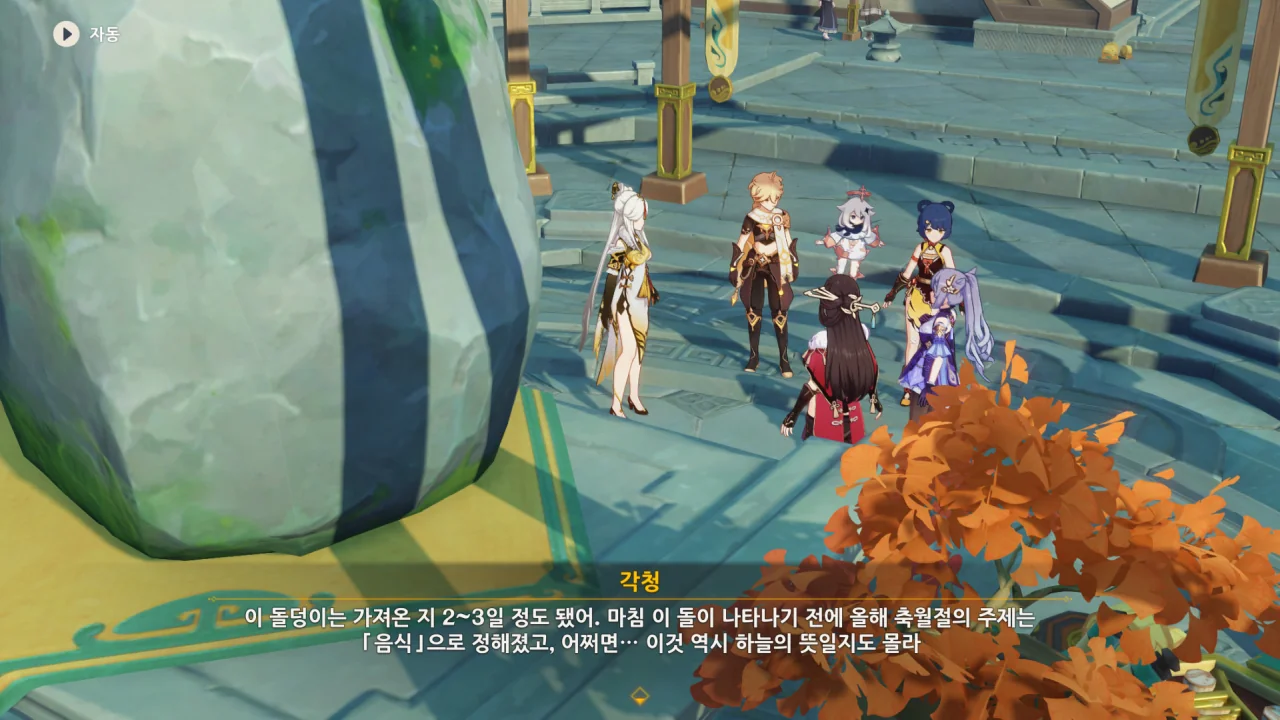 자동
각청
이 돌덩이는 가져온 지 2~3일 정도 됐어. 마침 이 돌이 나타나기 전에 올해 축월절의 주제는
「음식」으로 정해졌고, 어쩌면… 이것 역시 하늘의 뜻일지도 몰라